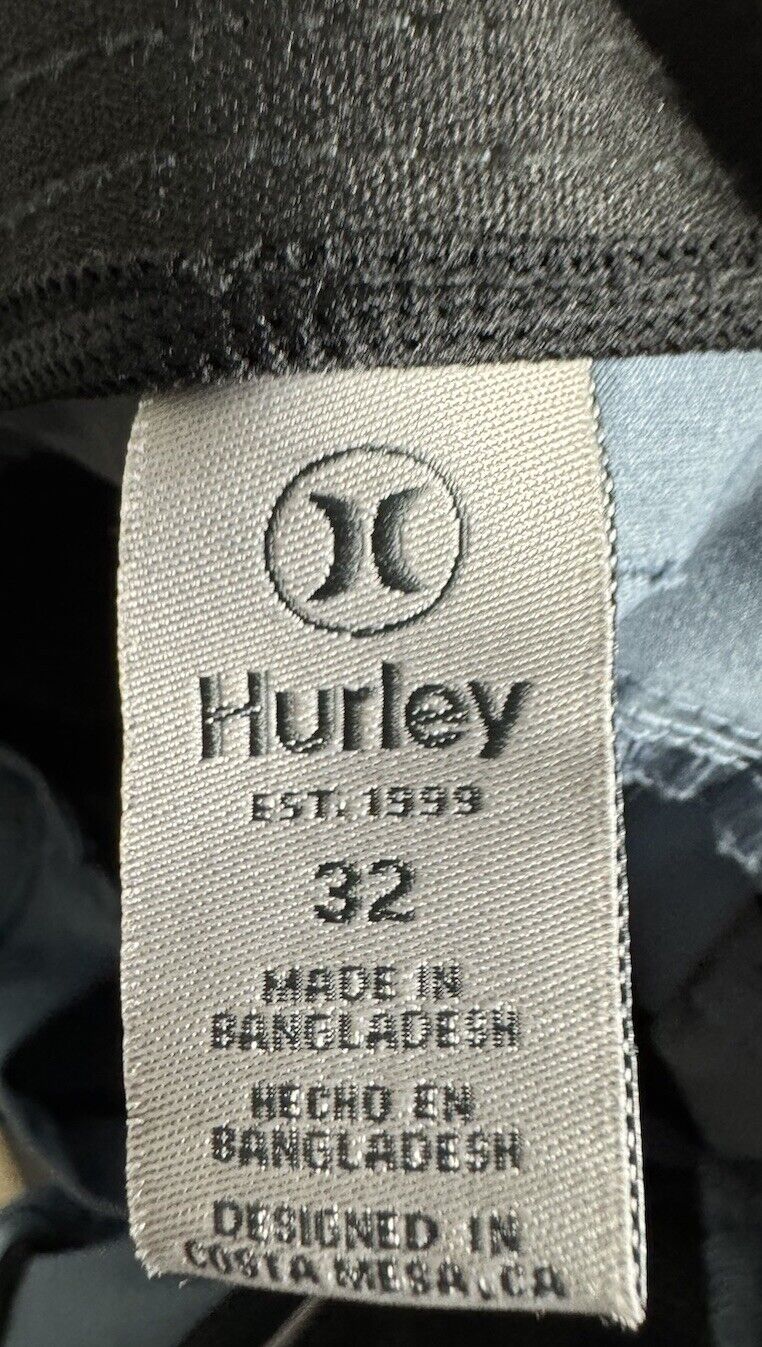 Hurley
EST. 1999
32
MADE IN
BANGLADESH
HECHO EN
BANGLADESH
DESIGNED IN
COSTA MESA, CA